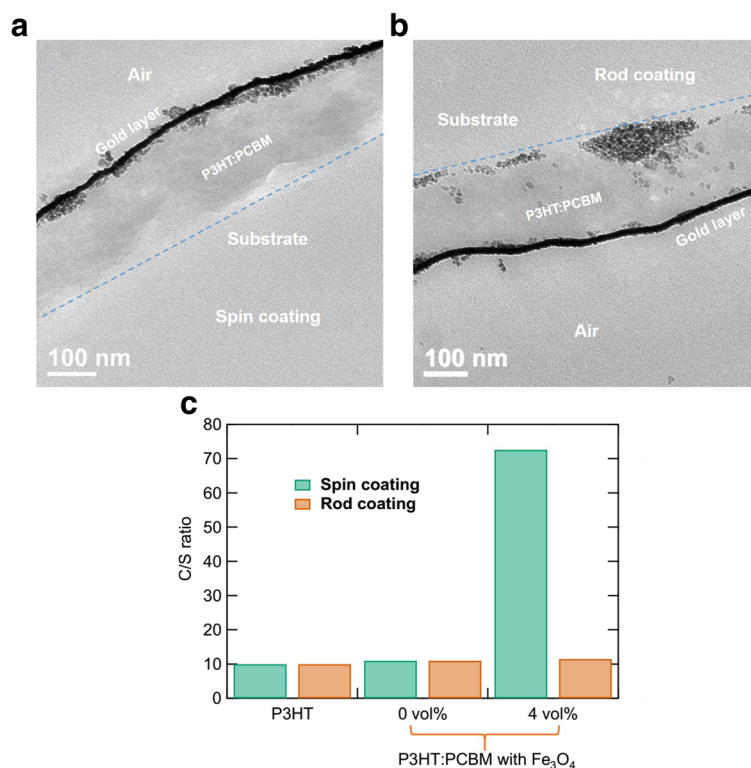 a
Air
Gold layer
P3HT:PCBM
Substrate
Spin coating
100 nm
b
Rod coating
Substrate
P3HT:PCBM
Gold layer
Air
100 nm
c
80
70
60
50
40
30
20
10
0
C/S ratio
Spin coating
Rod coating
P3HT
0 vol%
4 vol%
P3HT:PCBM with Fe₃O₄